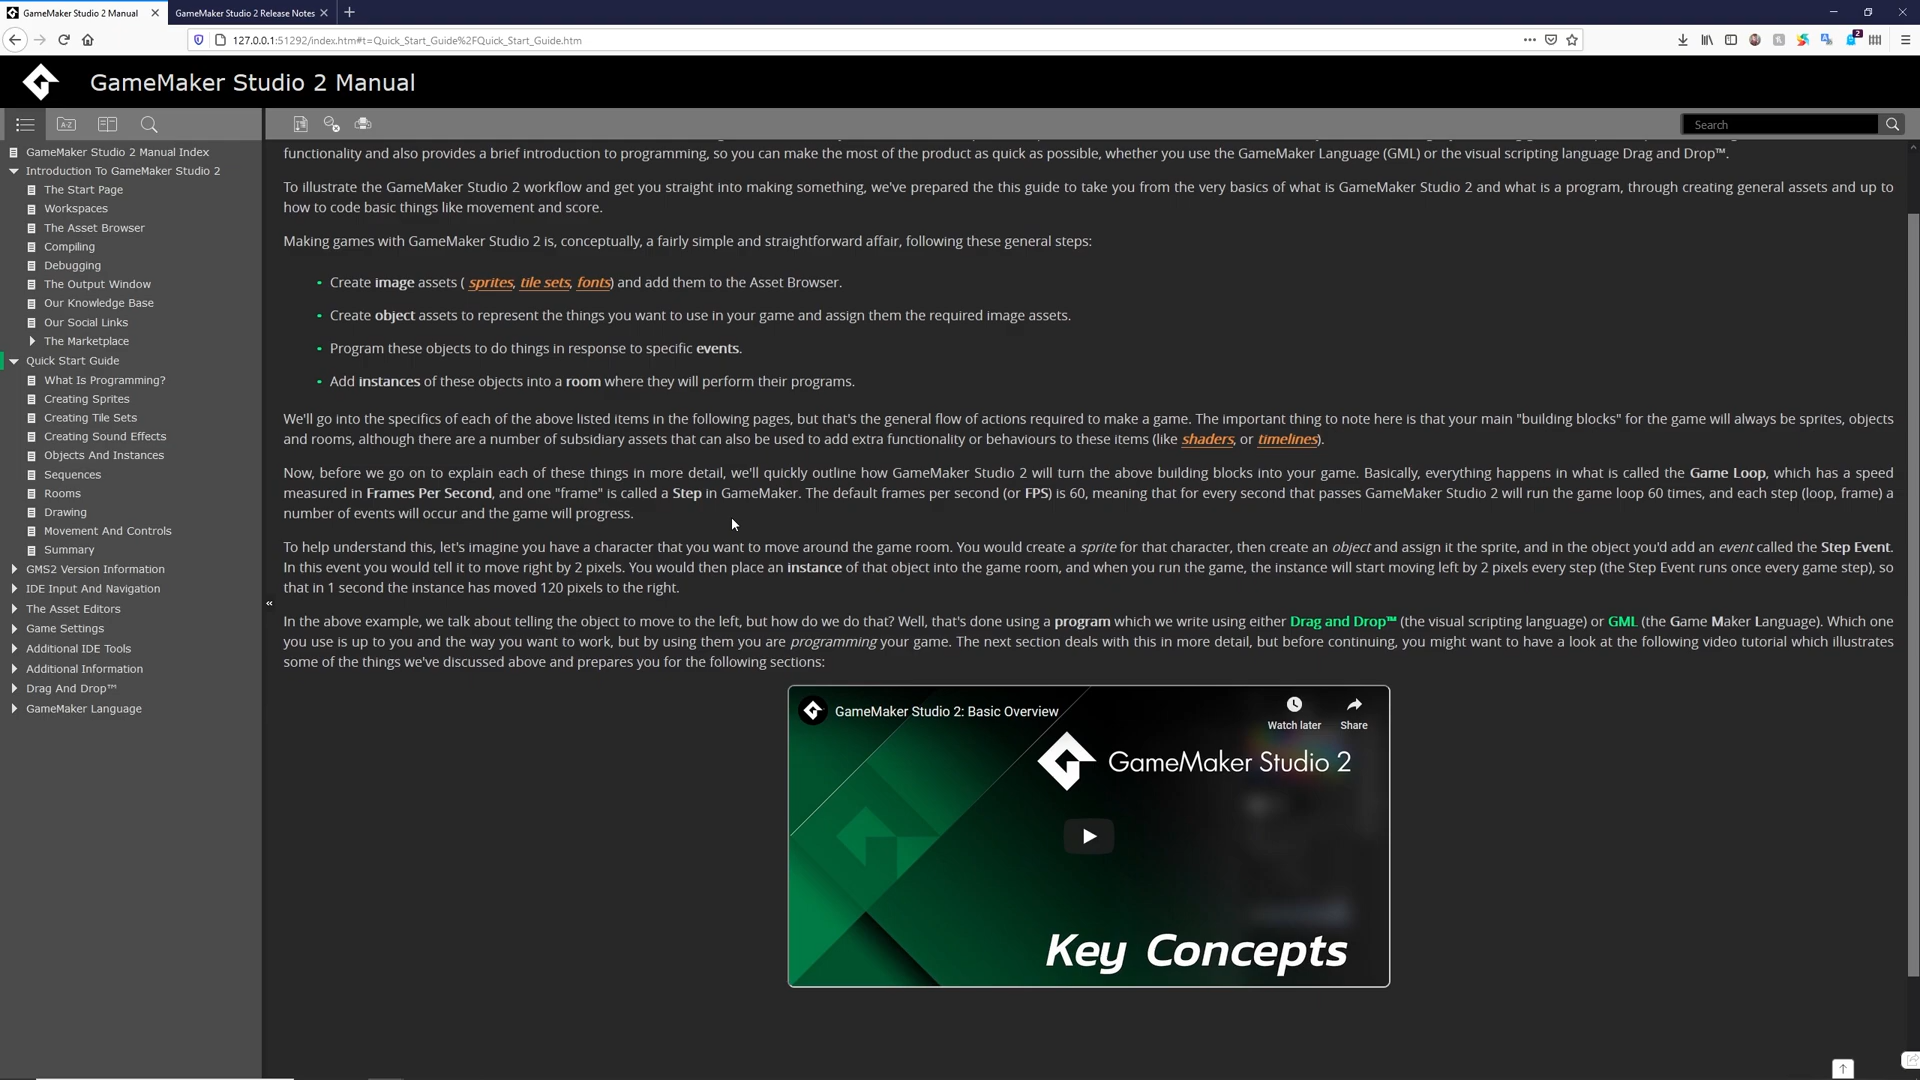 GameMaker Studio 2 Manual
GameMaker Studio 2 Release Notes
127.0.0.1:51292/index.htm#t=Quick_Start_Guide%2FQuick_Start_Guide.htm
2
GameMaker Studio 2 Manual
A-Z
Search
GameMaker Studio 2 Manual Index
Introduction To GameMaker Studio 2
The Start Page
Workspaces
The Asset Browser
Compiling
Debugging
The Output Window
Our Knowledge Base
Our Social Links
The Marketplace
Quick Start Guide
What Is Programming?
Creating Sprites
Creating Tile Sets
Creating Sound Effects
Objects And Instances
Sequences
Rooms
Drawing
Movement And Controls
Summary
GMS2 Version Information
IDE Input And Navigation
The Asset Editors
Game Settings
Additional IDE Tools
Additional Information
Drag And Drop™
GameMaker Language
«
functionality and also provides a brief introduction to programming, so you can make the most of the product as quick as possible, whether you use the GameMaker Language (GML) or the visual scripting language Drag and Drop™.
To illustrate the GameMaker Studio 2 workflow and get you straight into making something, we've prepared the this guide to take you from the very basics of what is GameMaker Studio 2 and what is a program, through creating general assets and up to
how to code basic things like movement and score.
Making games with GameMaker Studio 2 is, conceptually, a fairly simple and straightforward affair, following these general steps:
• Create image assets ( sprites, tile sets, fonts) and add them to the Asset Browser.
• Create object assets to represent the things you want to use in your game and assign them the required image assets.
• Program these objects to do things in response to specific events.
• Add instances of these objects into a room where they will perform their programs.
We'll go into the specifics of each of the above listed items in the following pages, but that's the general flow of actions required to make a game. The important thing to note here is that your main "building blocks" for the game will always be sprites, objects
and rooms, although there are a number of subsidiary assets that can also be used to add extra functionality or behaviours to these items (like shaders, or timelines).
Now, before we go on to explain each of these things in more detail, we'll quickly outline how GameMaker Studio 2 will turn the above building blocks into your game. Basically, everything happens in what is called the Game Loop, which has a speed
measured in Frames Per Second, and one "frame" is called a Step in GameMaker. The default frames per second (or FPS) is 60, meaning that for every second that passes GameMaker Studio 2 will run the game loop 60 times, and each step (loop, frame) a
number of events will occur and the game will progress.
To help understand this, let's imagine you have a character that you want to move around the game room. You would create a sprite for that character, then create an object and assign it the sprite, and in the object you'd add an event called the Step Event.
In this event you would tell it to move right by 2 pixels. You would then place an instance of that object into the game room, and when you run the game, the instance will start moving left by 2 pixels every step (the Step Event runs once every game step), so
that in 1 second the instance has moved 120 pixels to the right.
In the above example, we talk about telling the object to move to the left, but how do we do that? Well, that's done using a program which we write using either Drag and Drop™ (the visual scripting language) or GML (the Game Maker Language). Which one
you use is up to you and the way you want to work, but by using them you are programming your game. The next section deals with this in more detail, but before continuing, you might want to have a look at the following video tutorial which illustrates
some of the things we've discussed above and prepares you for the following sections:
GameMaker Studio 2: Basic Overview
Watch later
Share
GameMaker Studio 2
Key Concepts